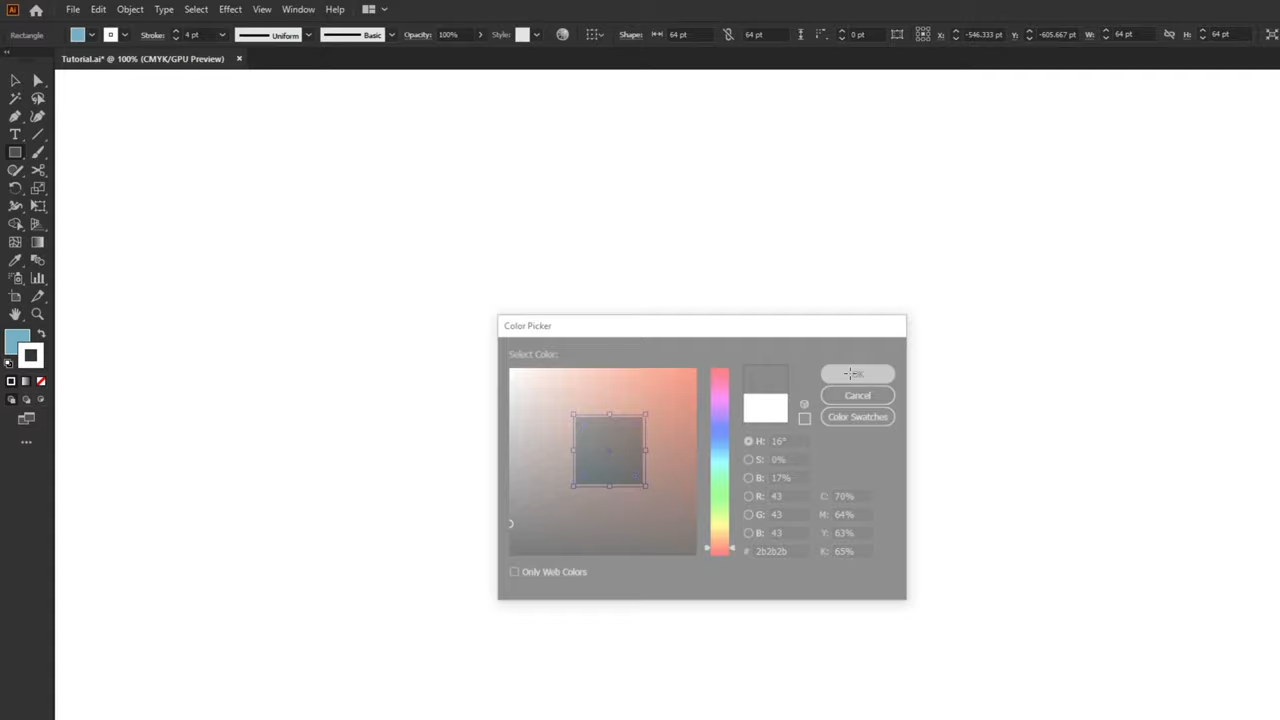 Ai File Edit Object Type Select Effect View Window Help
Rectangle Stroke: 4 pt Uniform Basic Opacity: 100% Style: Shape: 64 pt 64 pt 0 pt X: -546.333 pt Y: -605.667 pt W: 64 pt H: 64 pt
Tutorial.ai* @ 100% (CMYK/GPU Preview) ×
Color Picker
Select Color:
OK
Cancel
Color Swatches
H: 16°
S: 0%
B: 17%
R: 43 C: 70%
G: 43 M: 64%
B: 43 Y: 63%
# 2b2b2b K: 65%
Only Web Colors